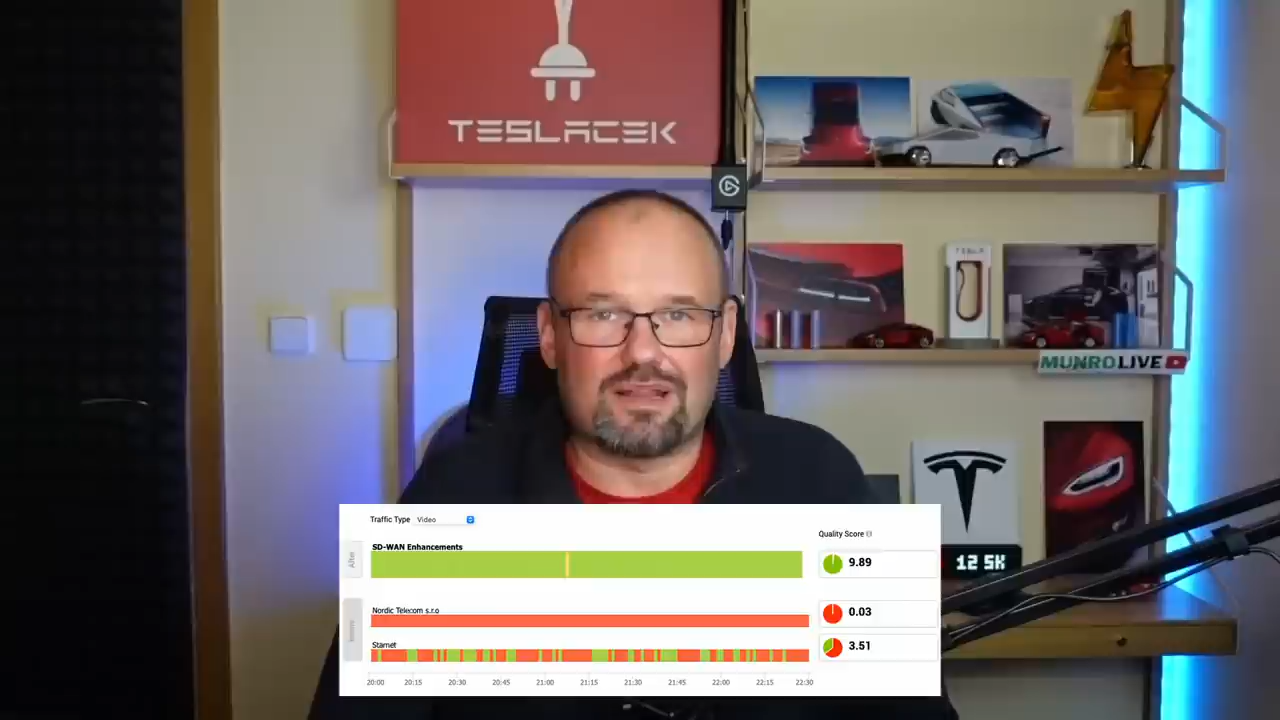 TESLACEK
TESLA
MUNROLIVE
12 5K
Traffic Type Video
Quality Score
After
SD-WAN Enhancements
9.89
Nordic Telecom s.r.o
0.03
Starnet
3.51
20:00 20:15 20:30 20:45 21:00 21:15 21:30 21:45 22:00 22:15 22:30